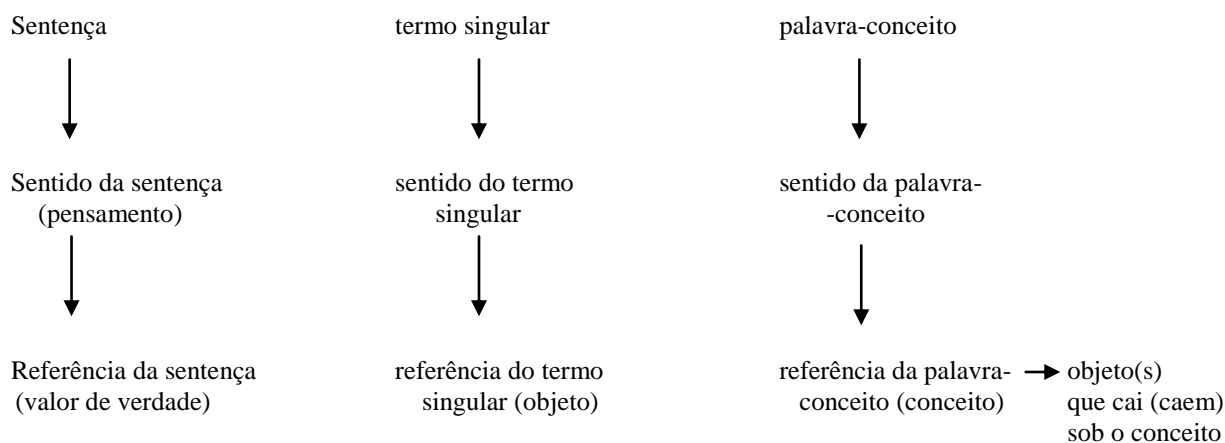 Sentença
termo singular
palavra-conceito
Sentido da sentença
(pensamento)
sentido do termo
singular
sentido da palavra-
-conceito
Referência da sentença
(valor de verdade)
referência do termo
singular (objeto)
referência da palavra-
conceito (conceito)
objeto(s)
que cai (caem)
sob o conceito